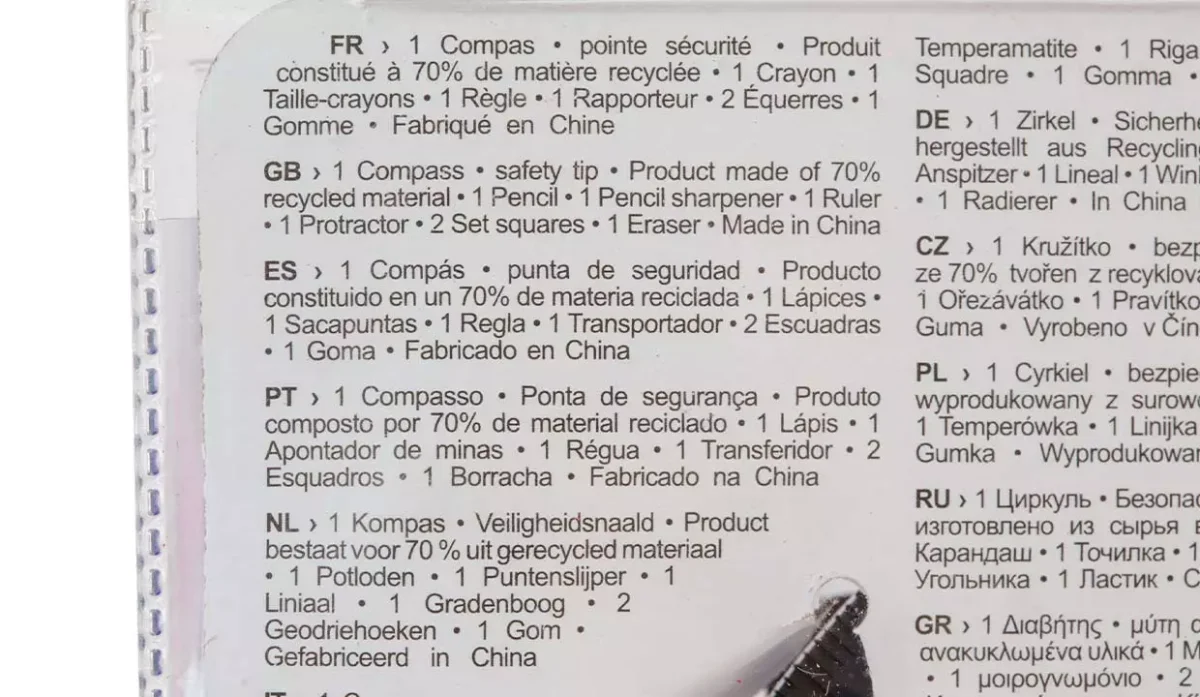 FR › 1 Compas • pointe sécurité • Produit
constitué à 70% de matière recyclée • 1 Crayon • 1
Taille-crayons • 1 Règle • 1 Rapporteur • 2 Équerres • 1
Gomme • Fabriqué en Chine
GB › 1 Compass • safety tip • Product made of 70%
recycled material • 1 Pencil • 1 Pencil sharpener • 1 Ruler
• 1 Protractor • 2 Set squares • 1 Eraser • Made in China
ES › 1 Compás • punta de seguridad • Producto
constituido en un 70% de materia reciclada • 1 Lápices •
1 Sacapuntas • 1 Regla • 1 Transportador • 2 Escuadras
• 1 Goma • Fabricado en China
PT › 1 Compasso • Ponta de segurança • Produto
composto por 70% de material reciclado • 1 Lápis • 1
Apontador de minas • 1 Régua • 1 Transferidor • 2
Esquadros • 1 Borracha • Fabricado na China
NL › 1 Kompas • Veiligheidsnaald • Product
bestaat voor 70 % uit gerecycled materiaal
• 1 Potloden • 1 Puntenslijper • 1
Liniaal • 1 Gradenboog • 2
Geodriehoeken • 1 Gom •
Gefabriceerd in China
Temperamatite • 1
Squadre • 1 Gomma •
DE › 1 Zirkel •
hergestellt aus
Anspitzer • 1 Lineal • 1
• 1 Radierer • In China
CZ › 1 Kružítko •
ze 70% tvořen z
1 Ořezávátko • 1 Pravítko
Guma • Vyrobeno v
PL › 1 Cyrkiel •
wyprodukowany z
1 Temperówka • 1 Linijka
Gumka •
RU › 1 Циркуль •
изготовлено из сырья
Карандаш • 1 Точилка • 1
Угольника • 1 Ластик •
GR › 1 Διαβήτης • μύτη
ανακυκλωμένα υλικά • 1
• 1 μοιρογνωμόνιο • 2